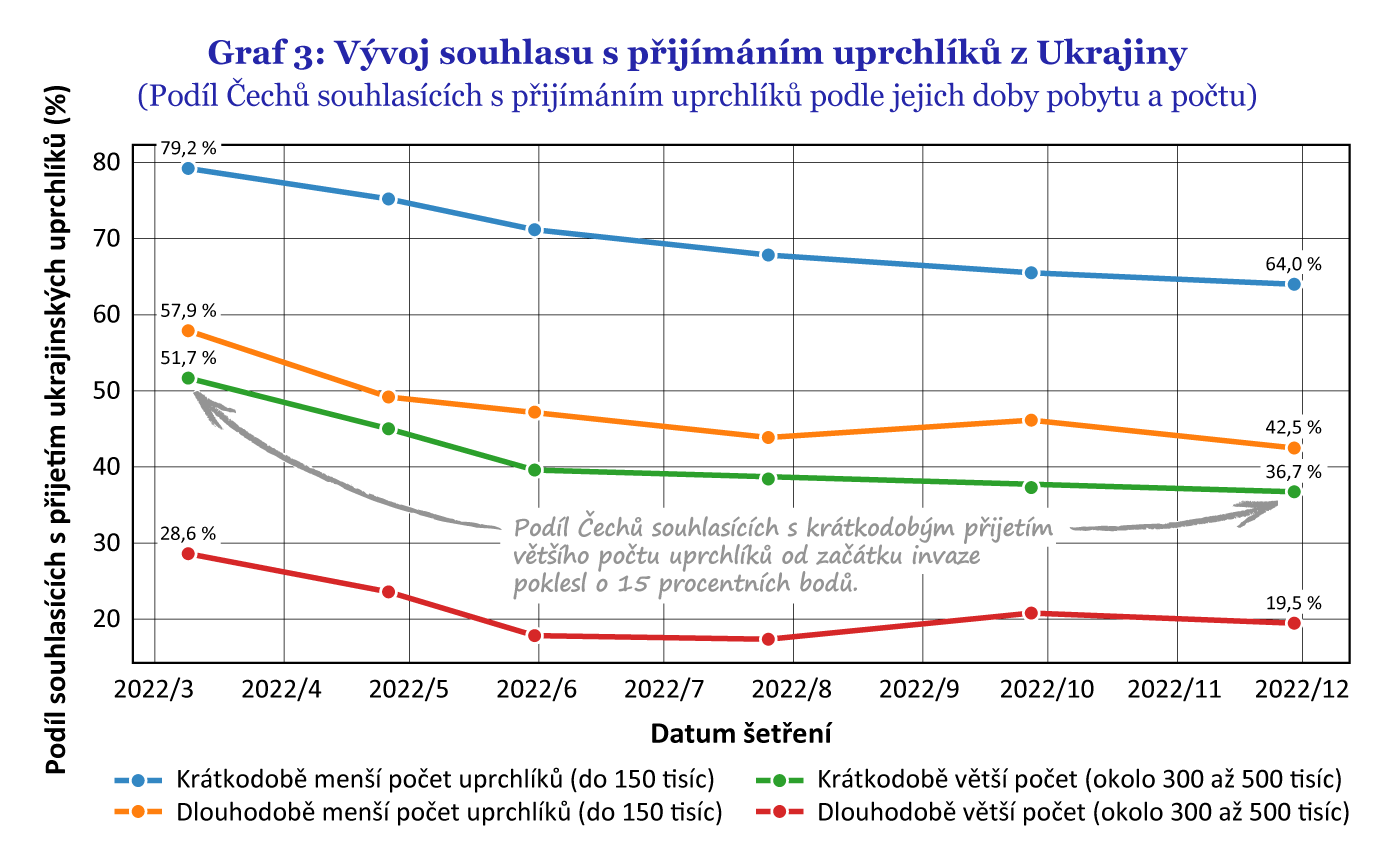 Graf 3: Vývoj souhlasu s přijímáním uprchlíků z Ukrajiny
(Podíl Čechů souhlasících s přijímáním uprchlíků podle jejich doby pobytu a počtu)
Podíl souhlasících s přijetím ukrajinských uprchlíků (%)
80
70
60
50
40
30
20
79,2 %
64,0 %
57,9 %
51,7 %
42,5 %
36,7 %
28,6 %
19,5 %
Podíl Čechů souhlasících s krátkodobým přijetím
většího počtu uprchlíků od začátku invaze
poklesl o 15 procentních bodů.
2022/3 2022/4 2022/5 2022/6 2022/7 2022/8 2022/9 2022/10 2022/11 2022/12
Datum šetření
Krátkodobě menší počet uprchlíků (do 150 tisíc)
Dlouhodobě menší počet uprchlíků (do 150 tisíc)
Krátkodobě větší počet (okolo 300 až 500 tisíc)
Dlouhodobě větší počet (okolo 300 až 500 tisíc)